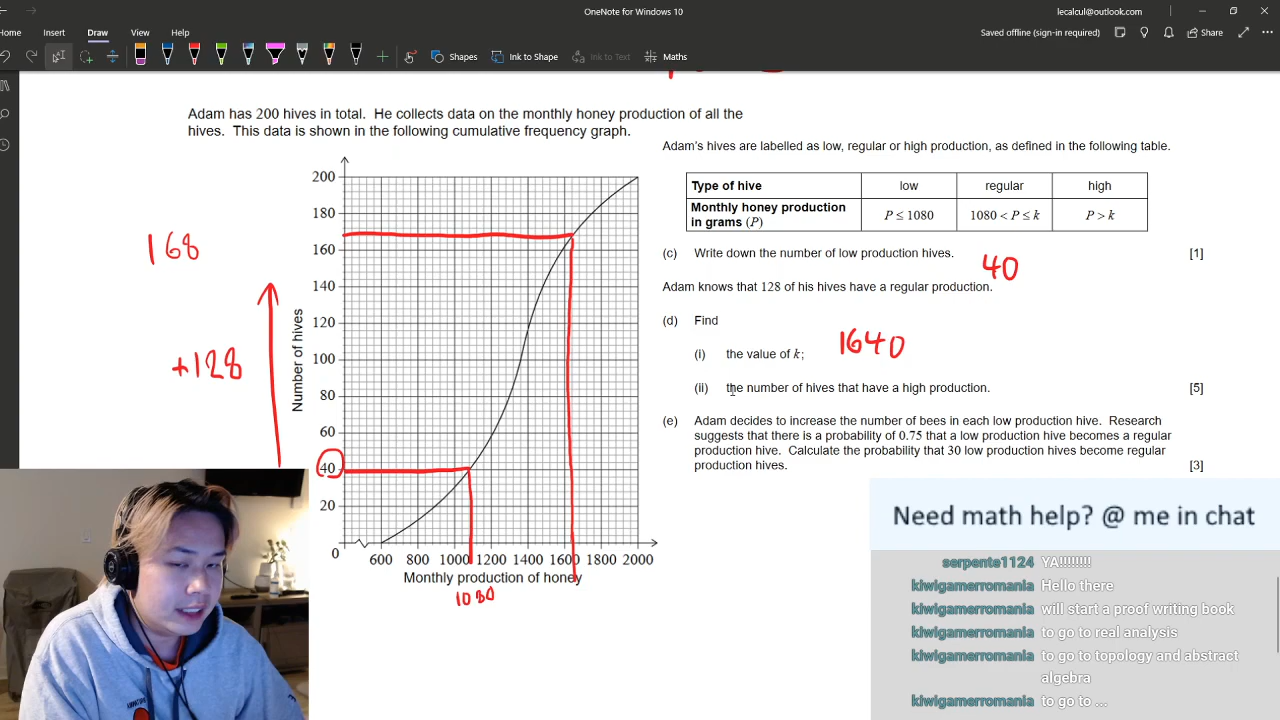 OneNote for Windows 10
lecalcul@outlook.com
Home Insert Draw View Help
Saved offline (sign-in required) Share
Shapes Ink to Shape Ink to Text Maths
Adam has 200 hives in total. He collects data on the monthly honey production of all the
hives. This data is shown in the following cumulative frequency graph.
200
180
160
140
120
100
80
60
40
20
0
600 800 1000 1200 1400 1600 1800 2000
Number of hives
Monthly production of honey
1080
168
+128
Adam's hives are labelled as low, regular or high production, as defined in the following table.
Type of hive low regular high
Monthly honey production
in grams (P) P ≤ 1080 1080 < P ≤ k P > k
(c) Write down the number of low production hives. [1]
40
Adam knows that 128 of his hives have a regular production.
(d) Find
(i) the value of k; 1640
(ii) the number of hives that have a high production. [5]
(e) Adam decides to increase the number of bees in each low production hive. Research
suggests that there is a probability of 0.75 that a low production hive becomes a regular
production hive. Calculate the probability that 30 low production hives become regular
production hives. [3]
Need math help? @ me in chat
serpente1124 YA!!!!!!!!
kiwigamerromania Hello there
kiwigamerromania will start a proof writing book
kiwigamerromania to go to real analysis
kiwigamerromania to go to topology and abstract
algebra
kiwigamerromania to go to ...